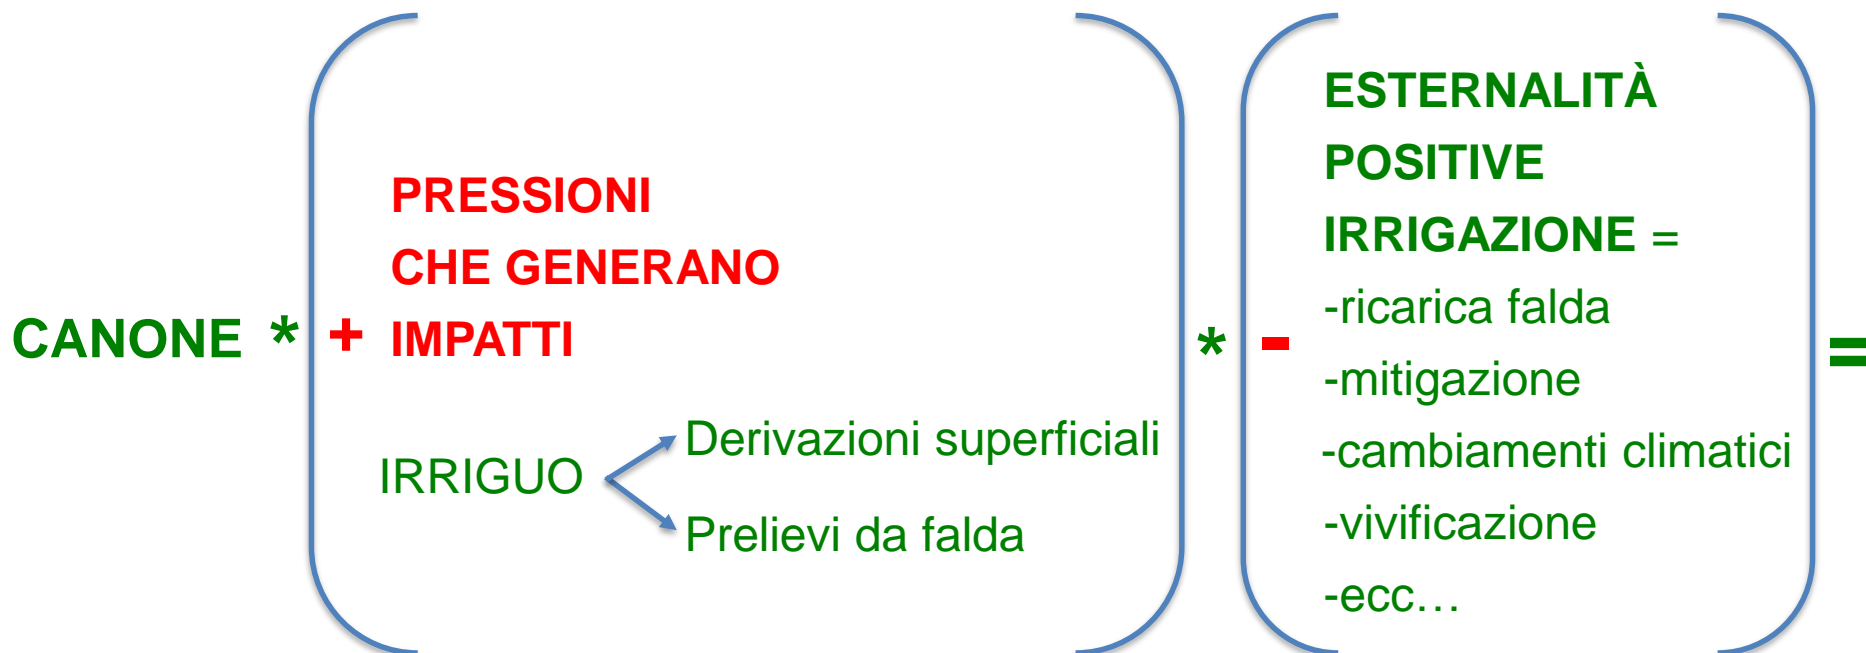 CANONE *
+
PRESSIONI
CHE GENERANO
IMPATTI
IRRIGUO
Derivazioni superficiali
Prelievi da falda
*
-
ESTERNALITÀ
POSITIVE
IRRIGAZIONE =
-ricarica falda
-mitigazione
-cambiamenti climatici
-vivificazione
-ecc…
=